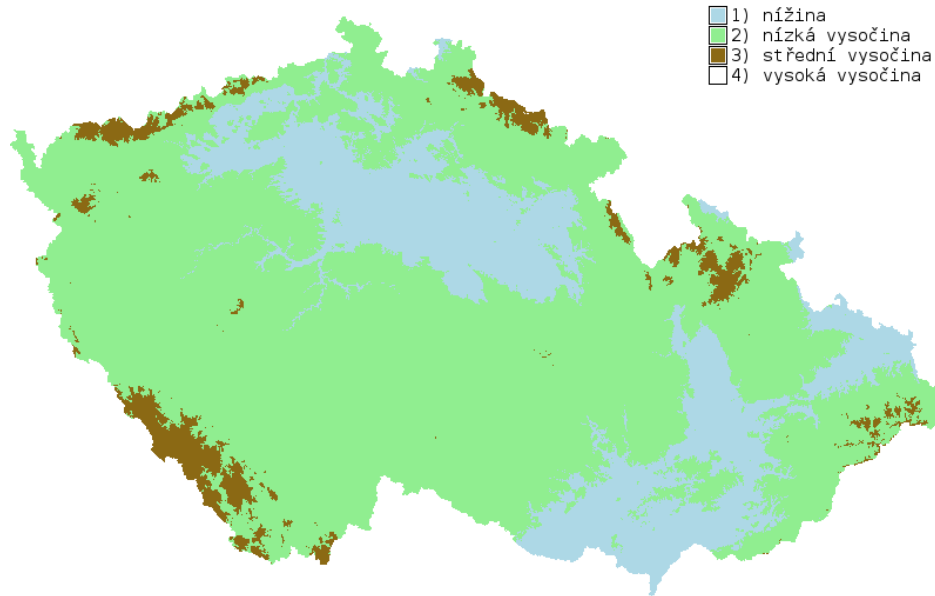 1) nížina
2) nízká vysočina
3) střední vysočina
4) vysoká vysočina